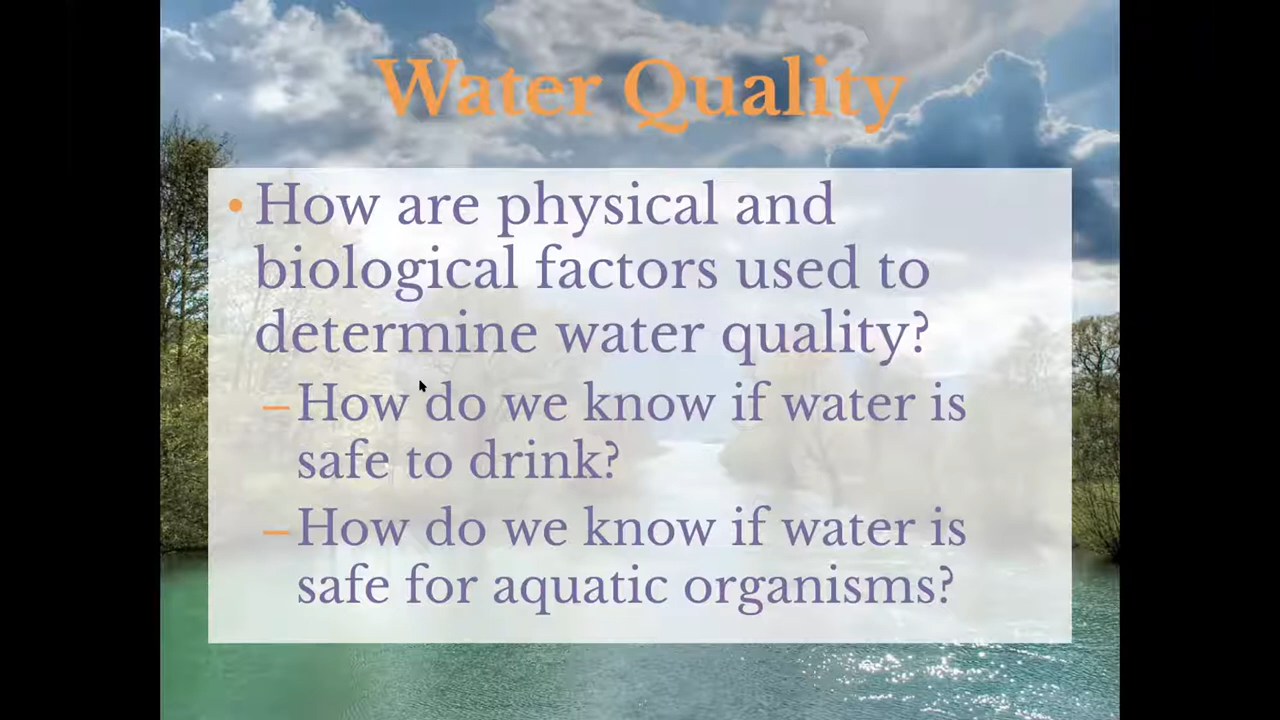 Water Quality
• How are physical and
biological factors used to
determine water quality?
– How do we know if water is
safe to drink?
– How do we know if water is
safe for aquatic organisms?